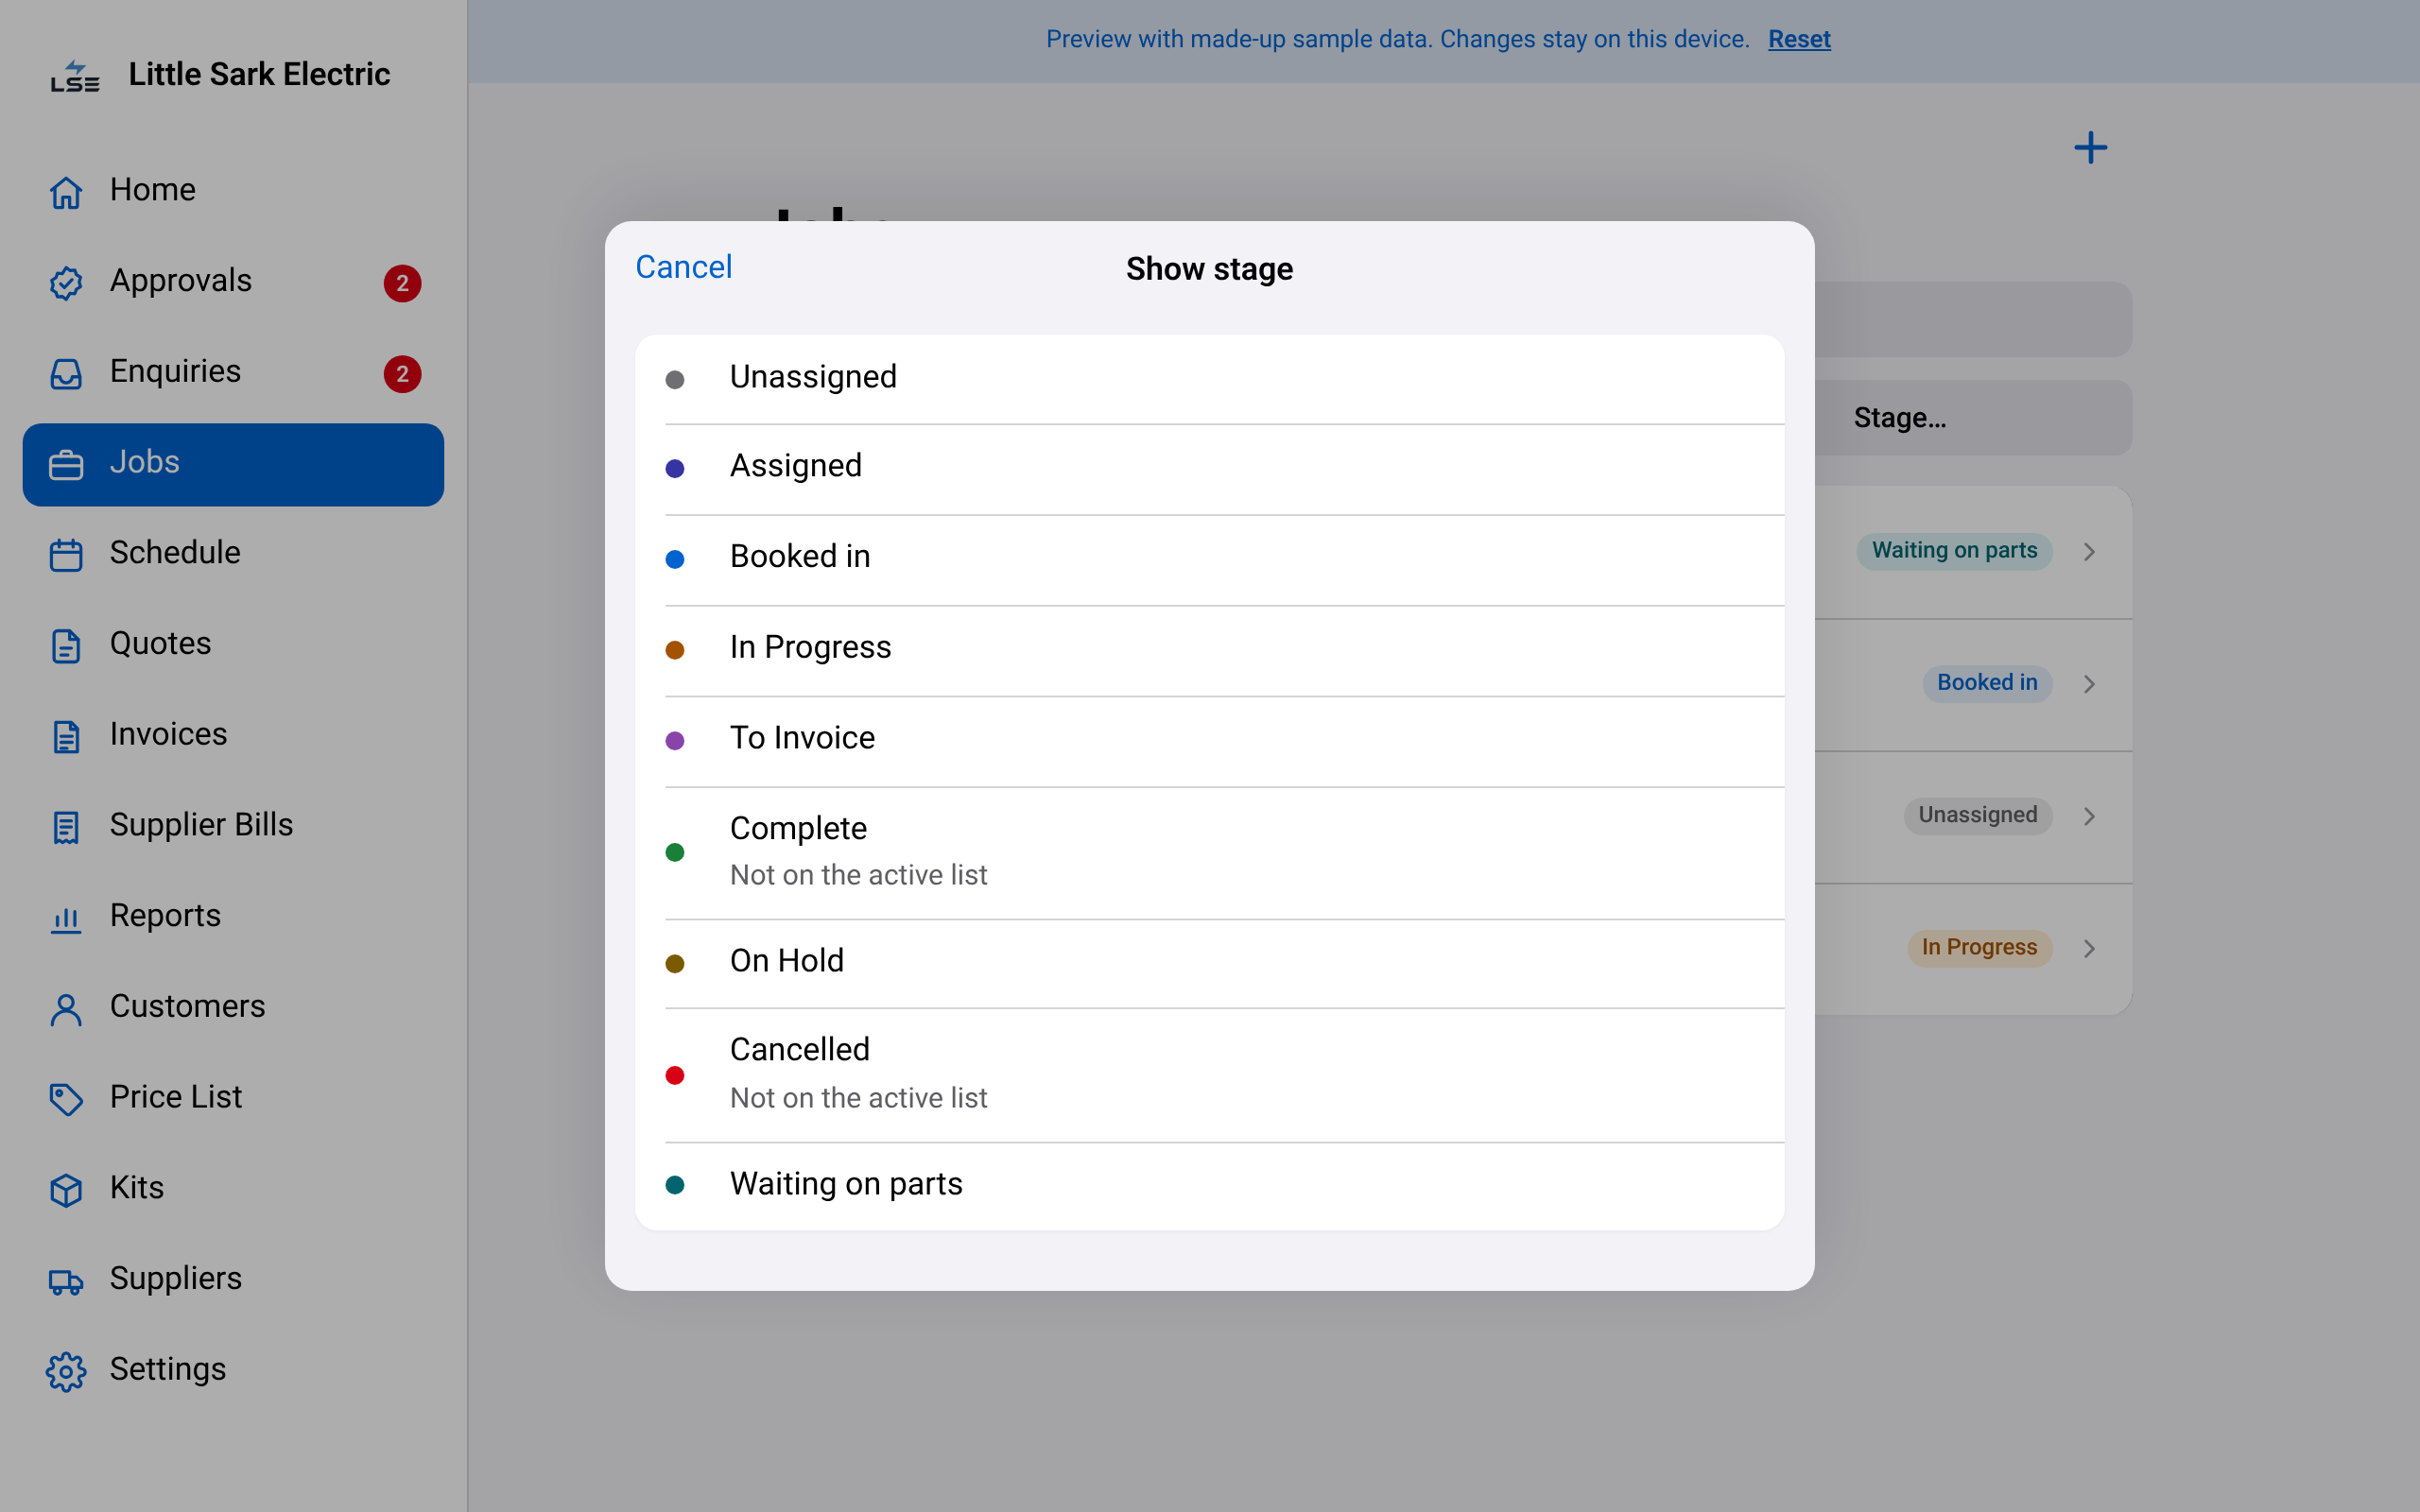 LSE
Little Sark Electric
Home
Approvals
2
Enquiries
2
Jobs
Schedule
Quotes
Invoices
Supplier Bills
Reports
Customers
Price List
Kits
Suppliers
Settings
Preview with made-up sample data. Changes stay on this device. Reset
Cancel
Show stage
Unassigned
Assigned
Booked in
In Progress
To Invoice
Complete
Not on the active list
On Hold
Cancelled
Not on the active list
Waiting on parts
Stage…
Waiting on parts
Booked in
Unassigned
In Progress